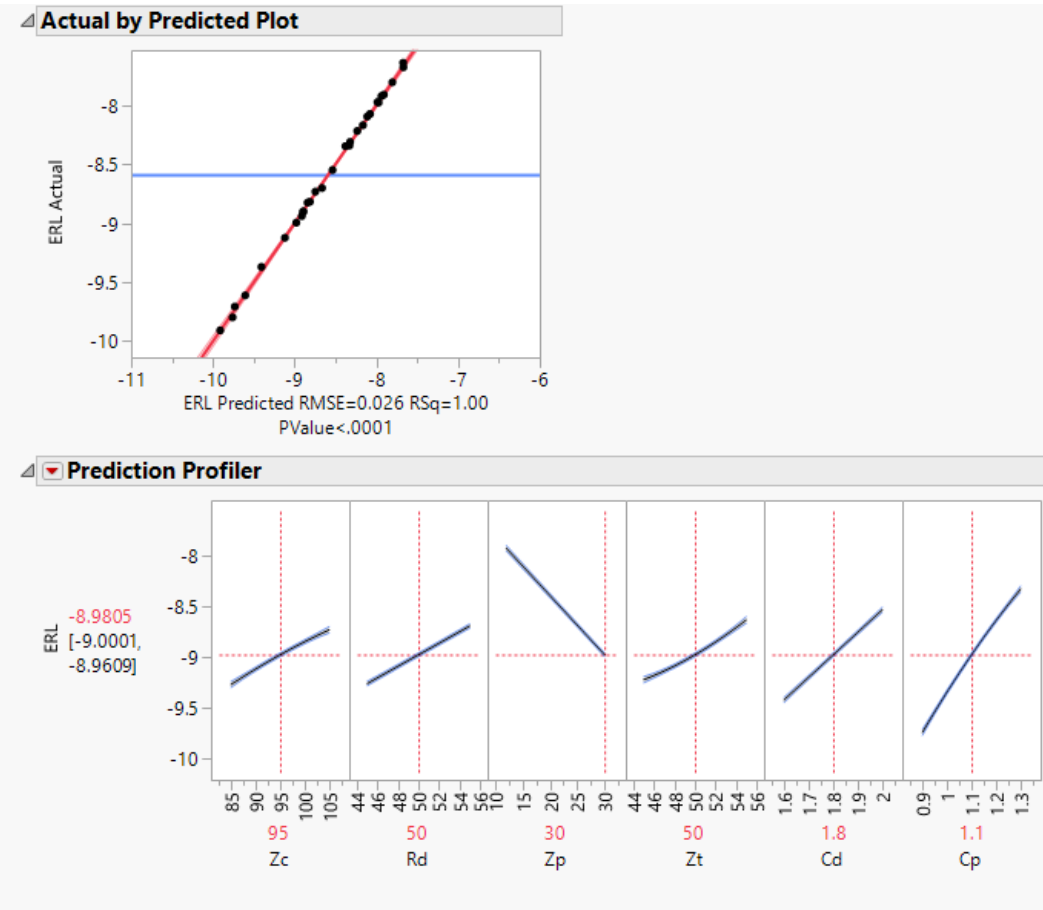 Actual by Predicted Plot
-8
-8.5
-9
-9.5
-10
ERL Actual
-11 -10 -9 -8 -7 -6
ERL Predicted RMSE=0.026 RSq=1.00
PValue<.0001
Prediction Profiler
ERL
-8.9805
[-9.0001,
-8.9609]
-8
-8.5
-9
-9.5
-10
85 90 95 100 105 44 46 48 50 52 54 56 10 15 20 25 30 44 46 48 50 52 54 56 1.6 1.7 1.8 1.9 2 0.9 1 1.1 1.2 1.3
95 50 30 50 1.8 1.1
Zc Rd Zp Zt Cd Cp